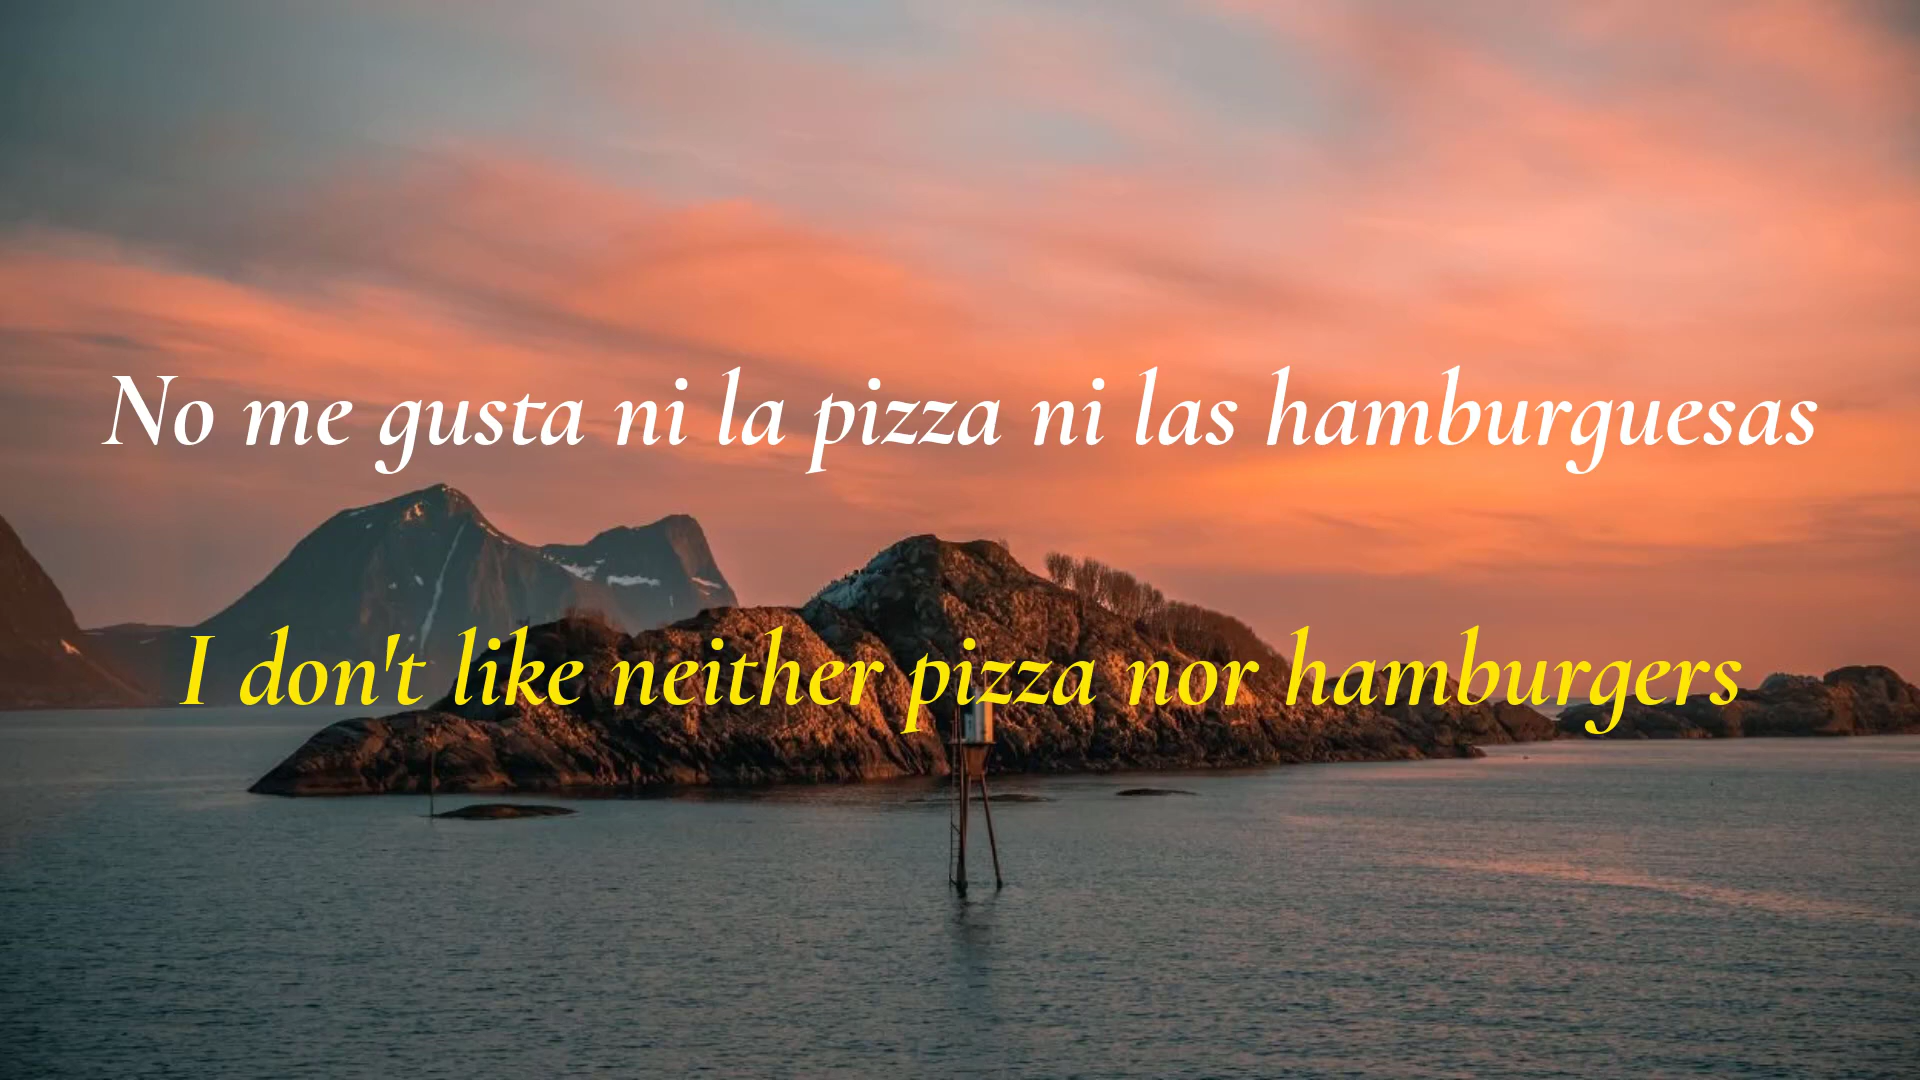 No me gusta ni la pizza ni las hamburguesas
I don't like neither pizza nor hamburgers